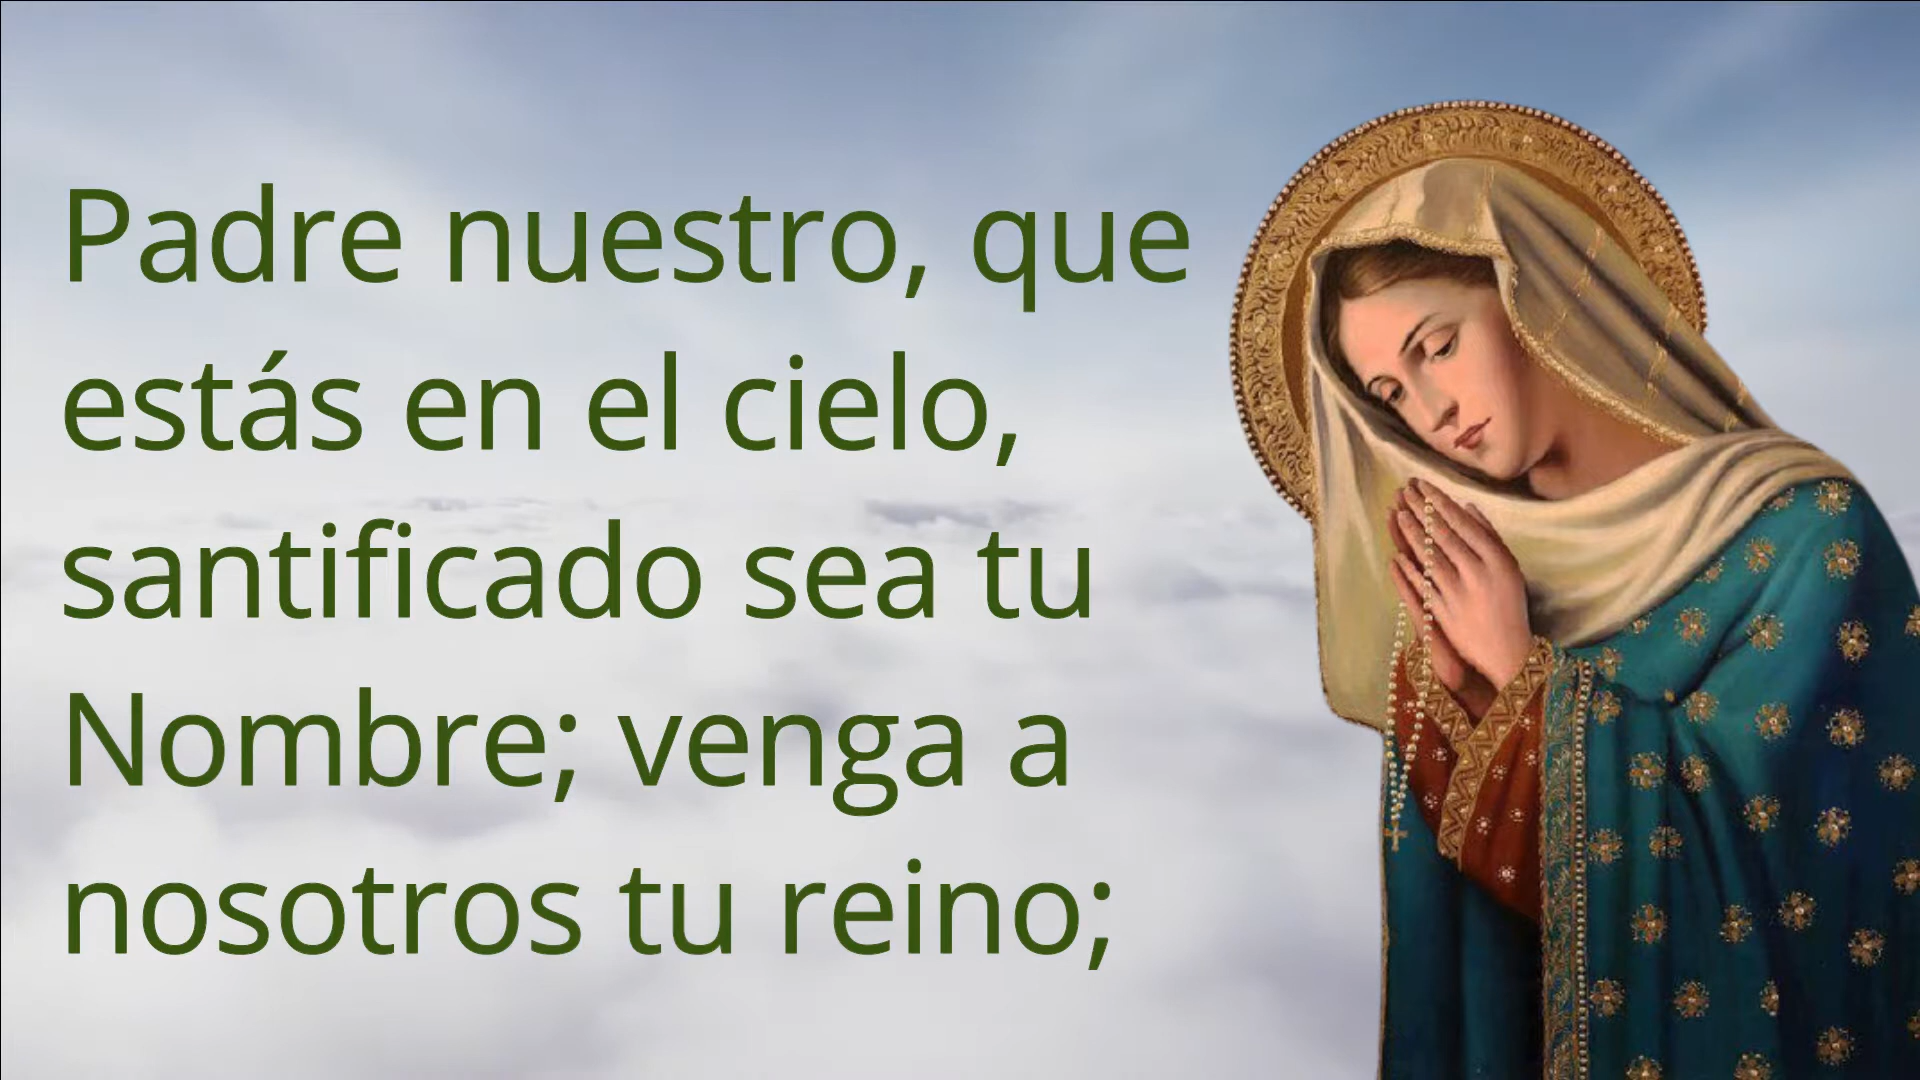 Padre nuestro, que
estás en el cielo,
santificado sea tu
Nombre; venga a
nosotros tu reino;